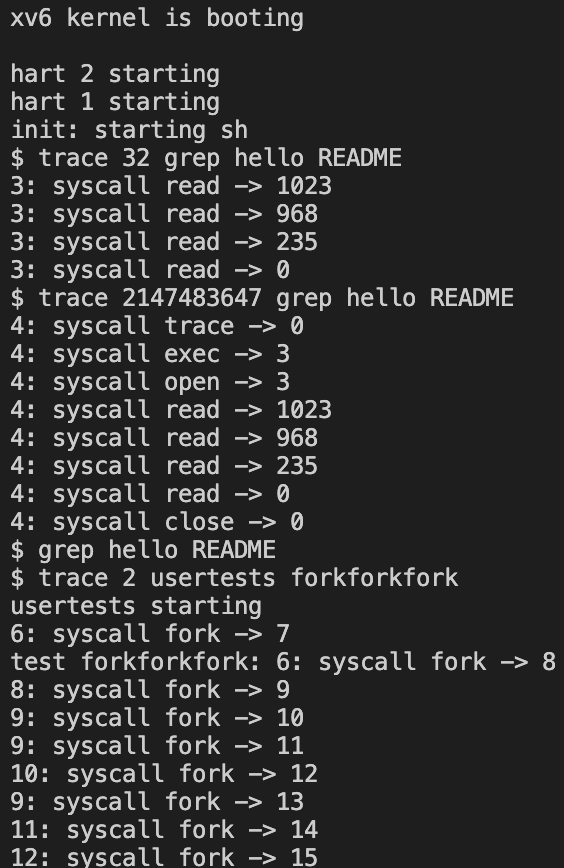 xv6 kernel is booting

hart 2 starting
hart 1 starting
init: starting sh
$ trace 32 grep hello README
3: syscall read -> 1023
3: syscall read -> 968
3: syscall read -> 235
3: syscall read -> 0
$ trace 2147483647 grep hello README
4: syscall trace -> 0
4: syscall exec -> 3
4: syscall open -> 3
4: syscall read -> 1023
4: syscall read -> 968
4: syscall read -> 235
4: syscall read -> 0
4: syscall close -> 0
$ grep hello README
$ trace 2 usertests forkforkfork
usertests starting
6: syscall fork -> 7
test forkforkfork: 6: syscall fork -> 8
8: syscall fork -> 9
9: syscall fork -> 10
9: syscall fork -> 11
10: syscall fork -> 12
9: syscall fork -> 13
11: syscall fork -> 14
12: syscall fork -> 15